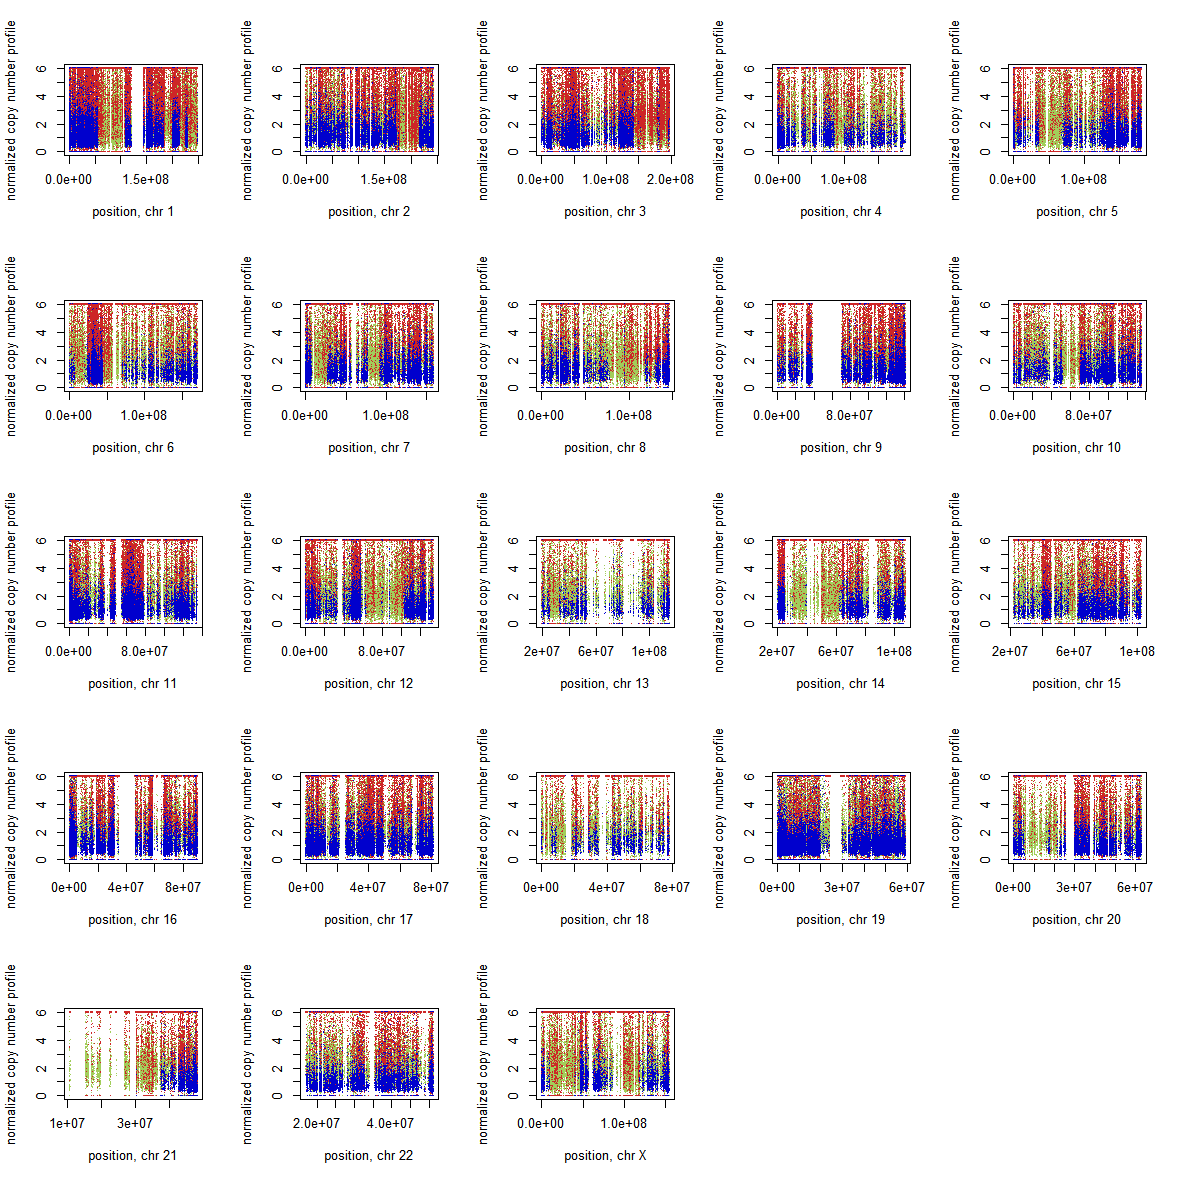 normalized copy number profile
0 2 4 6
0.0e+00 1.5e+08
position, chr 1
normalized copy number profile
0 2 4 6
0.0e+00 1.5e+08
position, chr 2
normalized copy number profile
0 2 4 6
0.0e+00 1.0e+08 2.0e+08
position, chr 3
normalized copy number profile
0 2 4 6
0.0e+00 1.0e+08
position, chr 4
normalized copy number profile
0 2 4 6
0.0e+00 1.0e+08
position, chr 5
normalized copy number profile
0 2 4 6
0.0e+00 1.0e+08
position, chr 6
normalized copy number profile
0 2 4 6
0.0e+00 1.0e+08
position, chr 7
normalized copy number profile
0 2 4 6
0.0e+00 1.0e+08
position, chr 8
normalized copy number profile
0 2 4 6
0.0e+00 8.0e+07
position, chr 9
normalized copy number profile
0 2 4 6
0.0e+00 8.0e+07
position, chr 10
normalized copy number profile
0 2 4 6
0.0e+00 8.0e+07
position, chr 11
normalized copy number profile
0 2 4 6
0.0e+00 8.0e+07
position, chr 12
normalized copy number profile
0 2 4 6
2e+07 6e+07 1e+08
position, chr 13
normalized copy number profile
0 2 4 6
2e+07 6e+07 1e+08
position, chr 14
normalized copy number profile
0 2 4 6
2e+07 6e+07 1e+08
position, chr 15
normalized copy number profile
0 2 4 6
0e+00 4e+07 8e+07
position, chr 16
normalized copy number profile
0 2 4 6
0e+00 4e+07 8e+07
position, chr 17
normalized copy number profile
0 2 4 6
0e+00 4e+07 8e+07
position, chr 18
normalized copy number profile
0 2 4 6
0e+00 3e+07 6e+07
position, chr 19
normalized copy number profile
0 2 4 6
0e+00 3e+07 6e+07
position, chr 20
normalized copy number profile
0 2 4 6
1e+07 3e+07
position, chr 21
normalized copy number profile
0 2 4 6
2.0e+07 4.0e+07
position, chr 22
normalized copy number profile
0 2 4 6
0.0e+00 1.0e+08
position, chr X